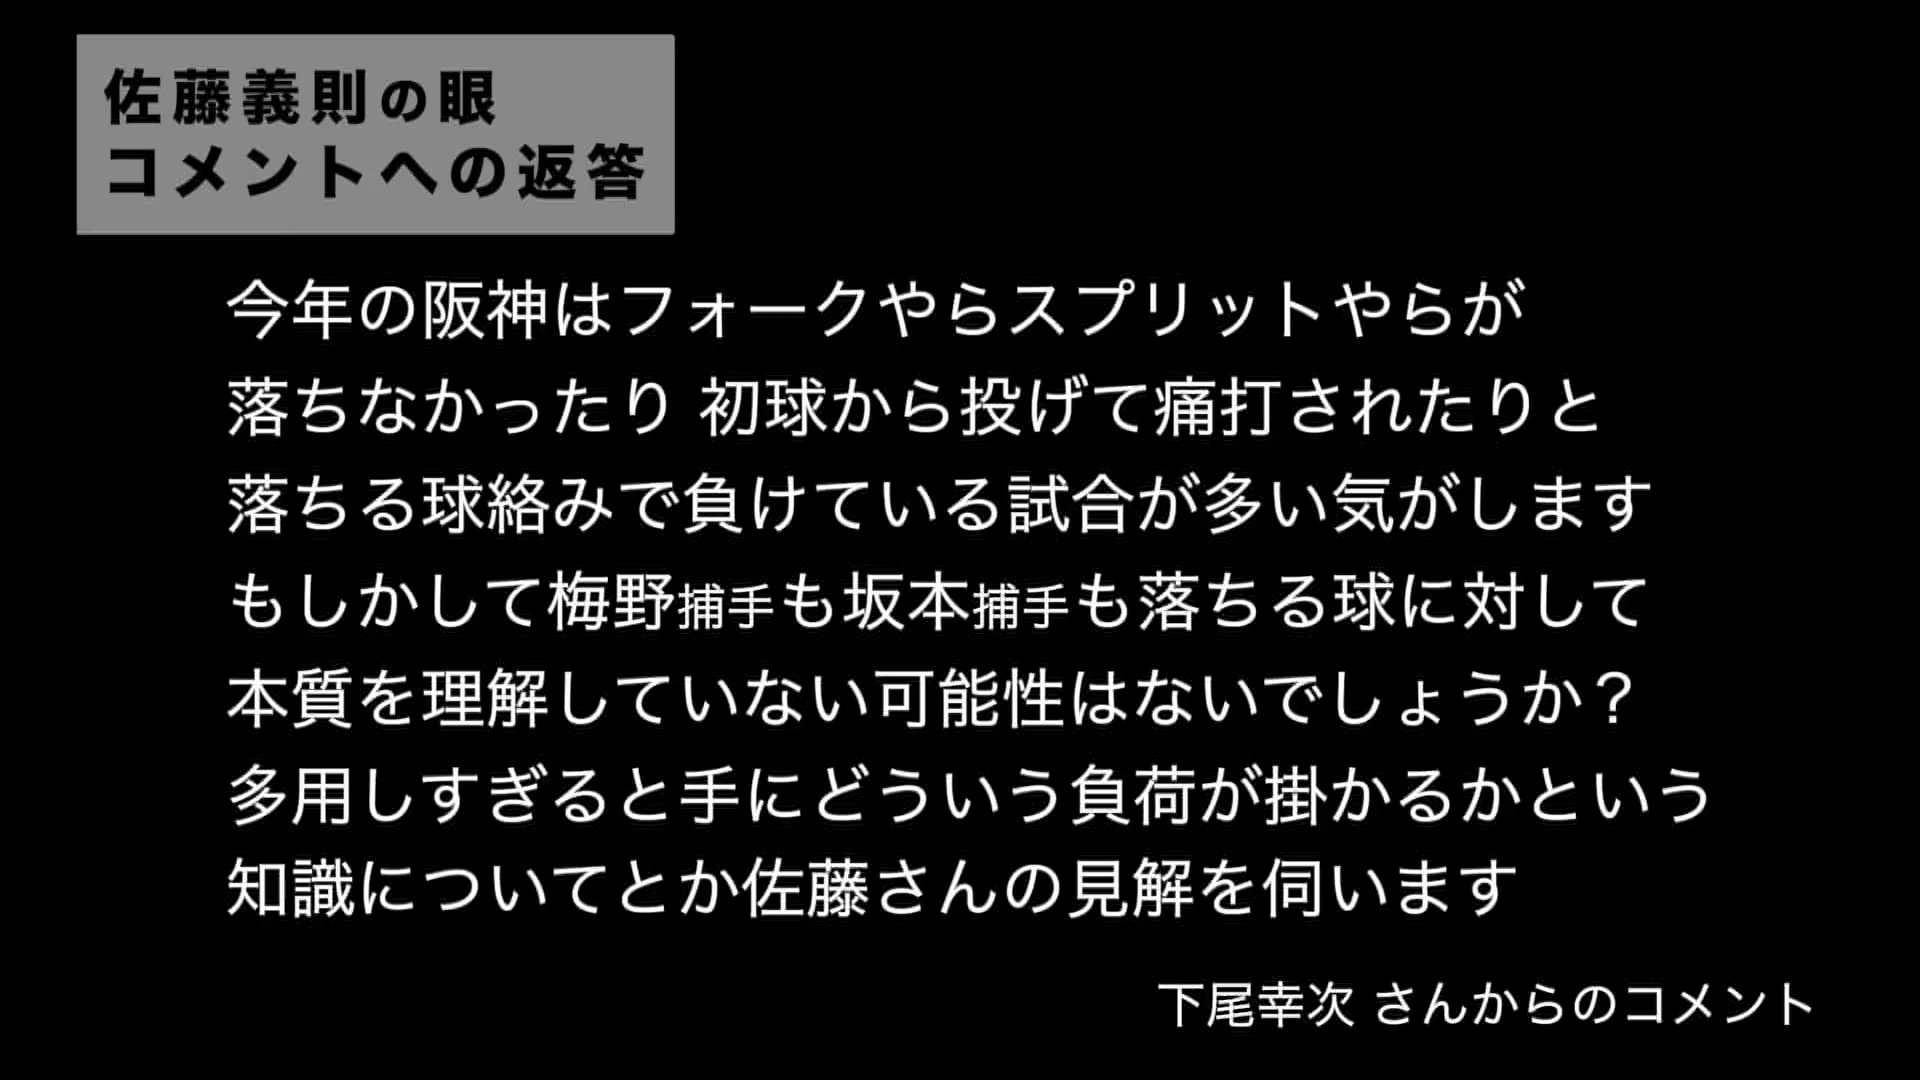 佐藤義則の眼
コメントへの返答
今年の阪神はフォークやらスプリットやらが
落ちなかったり 初球から投げて痛打されたりと
落ちる球絡みで負けている試合が多い気がします
もしかして梅野捕手も坂本捕手も落ちる球に対して
本質を理解していない可能性はないでしょうか？
多用しすぎると手にどういう負荷が掛かるかという
知識についてとか佐藤さんの見解を伺います
下尾幸次 さんからのコメント